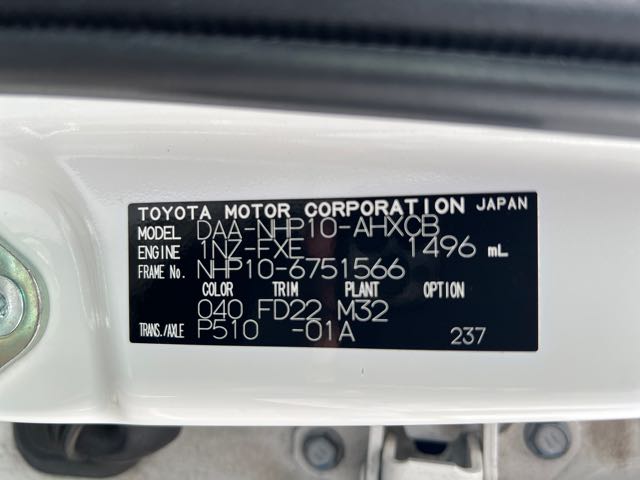 TOYOTA MOTOR CORPORATION JAPAN
MODEL DAA-NHP10-AHXCB
ENGINE 1NZ-FXE 1496 mL
FRAME No. NHP10-6751566
COLOR TRIM PLANT OPTION
040 FD22 M32
TRANS./AXLE P510 -01A 237